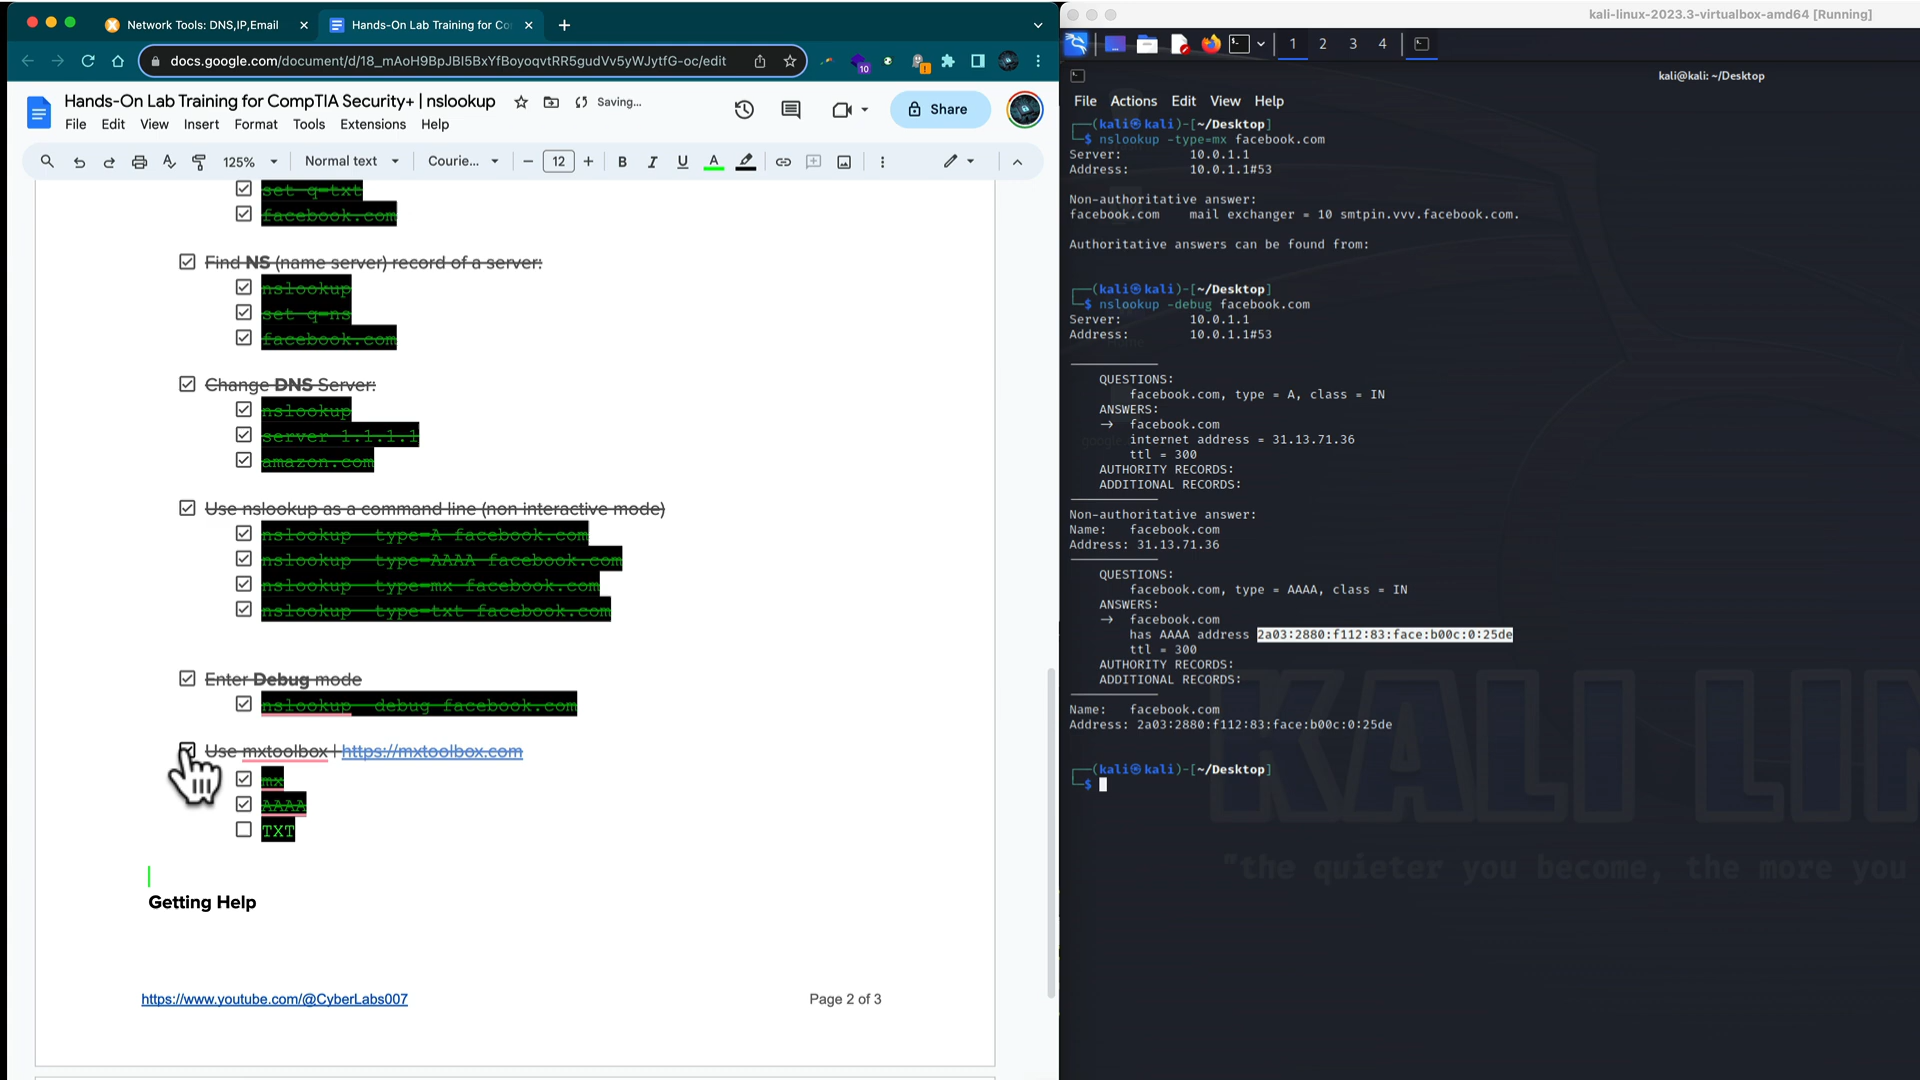 Network Tools: DNS,IP,Email
Hands-On Lab Training for Co
docs.google.com/document/d/18_mAoH9BpJBI5BxYfBoyoqvtRR5gudVv5yWJytfG-oc/edit
10
Hands-On Lab Training for CompTIA Security+ | nslookup
Saving...
File Edit View Insert Format Tools Extensions Help
Share
125%
Normal text
Courie...
12
set q=txt
facebook.com
Find NS (name server) record of a server:
nslookup
set q=ns
facebook.com
Change DNS Server:
nslookup
server 1.1.1.1
amazon.com
Use nslookup as a command line (non interactive mode)
nslookup -type=A facebook.com
nslookup -type=AAAA facebook.com
nslookup -type=mx facebook.com
nslookup -type=txt facebook.com
Enter Debug mode
nslookup -debug facebook.com
Use mxtoolbox | https://mxtoolbox.com
mx
AAAA
TXT
Getting Help
https://www.youtube.com/@CyberLabs007
Page 2 of 3
kali-linux-2023.3-virtualbox-amd64 [Running]
1 2 3 4
kali@kali: ~/Desktop
File Actions Edit View Help
(kali㉿kali)-[~/Desktop]
$ nslookup -type=mx facebook.com
Server: 10.0.1.1
Address: 10.0.1.1#53
Non-authoritative answer:
facebook.com mail exchanger = 10 smtpin.vvv.facebook.com.
Authoritative answers can be found from:
(kali㉿kali)-[~/Desktop]
$ nslookup -debug facebook.com
Server: 10.0.1.1
Address: 10.0.1.1#53
QUESTIONS:
facebook.com, type = A, class = IN
ANSWERS:
→ facebook.com
internet address = 31.13.71.36
ttl = 300
AUTHORITY RECORDS:
ADDITIONAL RECORDS:
Non-authoritative answer:
Name: facebook.com
Address: 31.13.71.36
QUESTIONS:
facebook.com, type = AAAA, class = IN
ANSWERS:
→ facebook.com
has AAAA address 2a03:2880:f112:83:face:b00c:0:25de
ttl = 300
AUTHORITY RECORDS:
ADDITIONAL RECORDS:
Name: facebook.com
Address: 2a03:2880:f112:83:face:b00c:0:25de
(kali㉿kali)-[~/Desktop]
$
KALI LIN
"the quieter you become, the more you